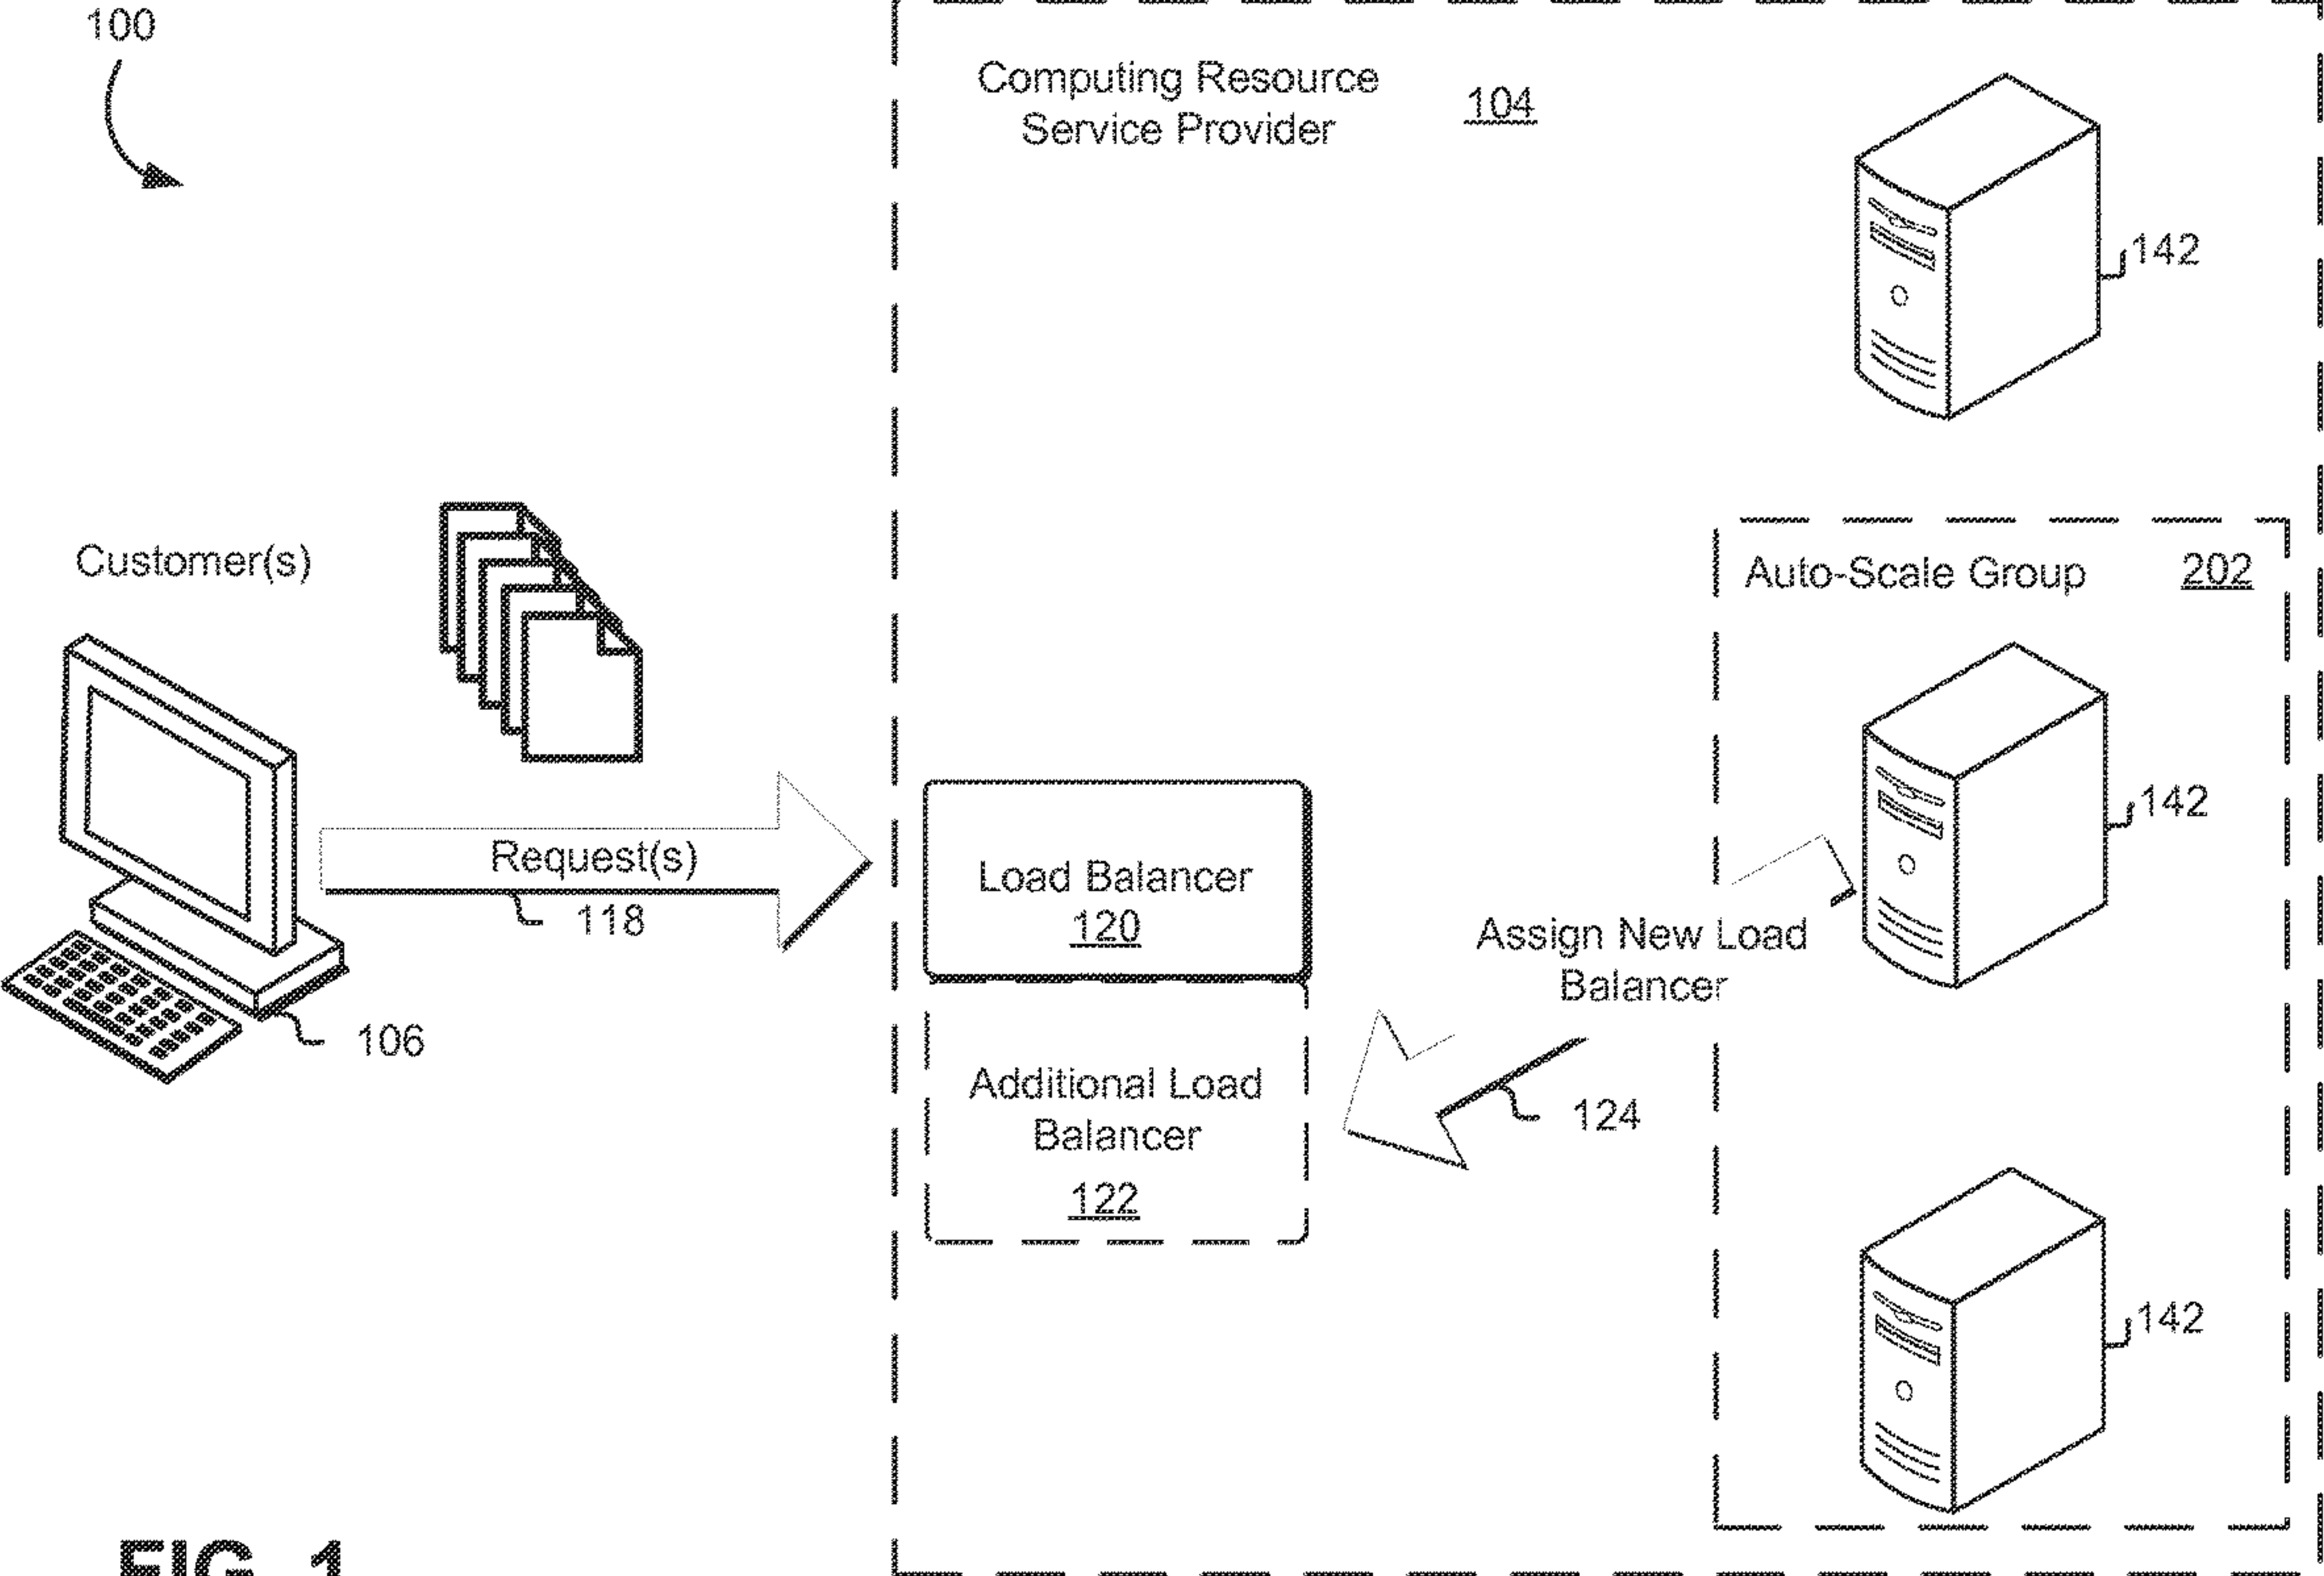 100
Computing Resource
Service Provider
104
142
Customer(s)
Auto-Scale Group
202
142
Request(s)
118
Load Balancer
120
Assign New Load
Balancer
106
Additional Load
Balancer
122
124
142
FIG. 1